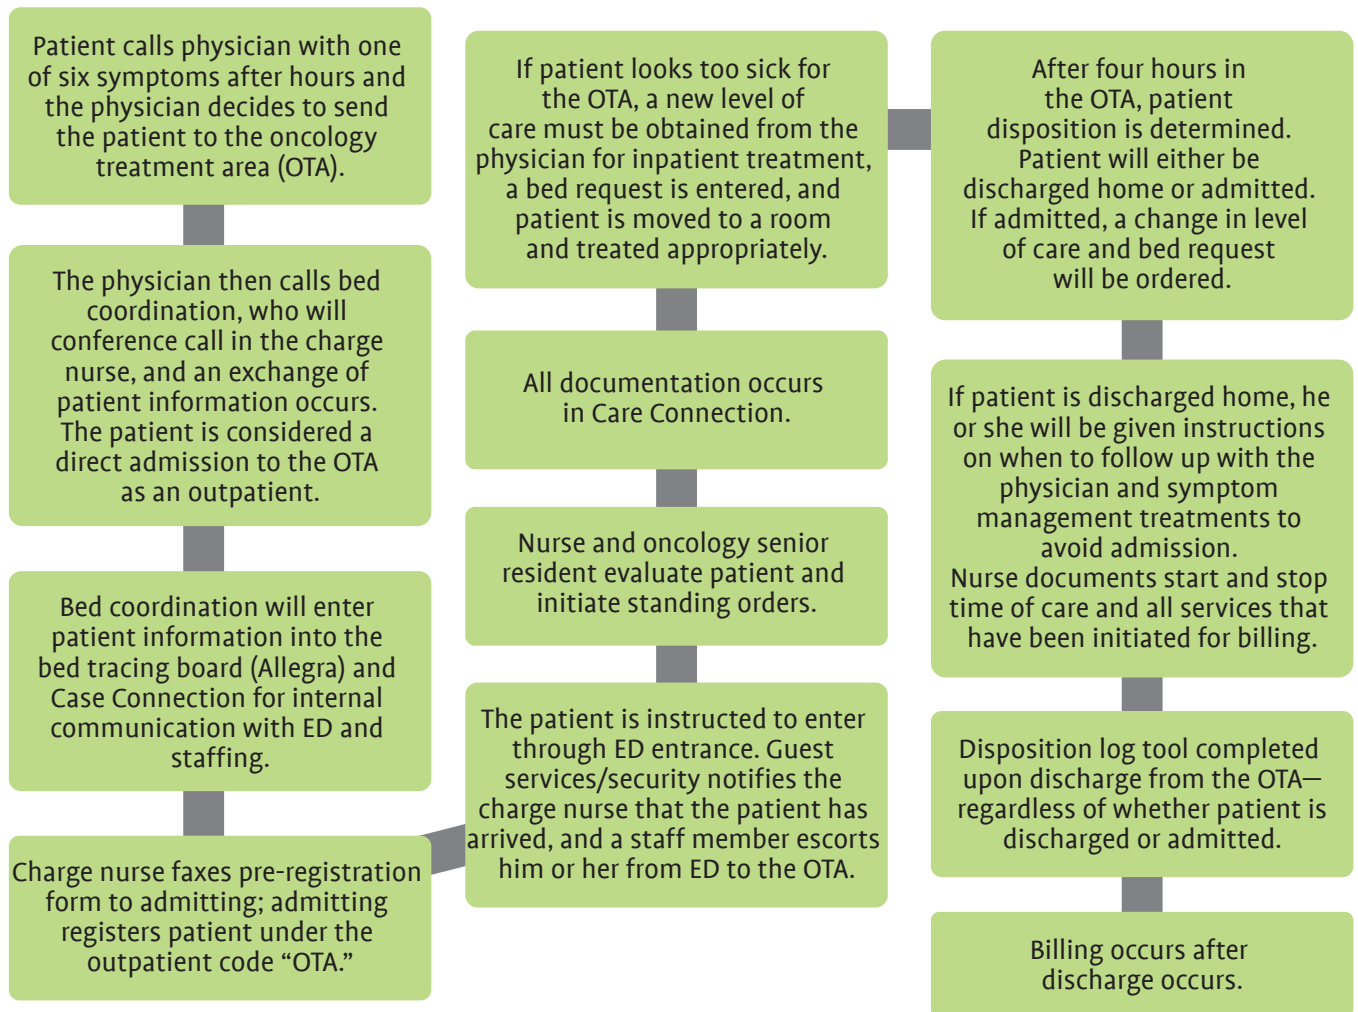 Patient calls physician with one
of six symptoms after hours and
the physician decides to send
the patient to the oncology
treatment area (OTA).
The physician then calls bed
coordination, who will
conference call in the charge
nurse, and an exchange of
patient information occurs.
The patient is considered a
direct admission to the OTA
as an outpatient.
Bed coordination will enter
patient information into the
bed tracing board (Allegra) and
Case Connection for internal
communication with ED and
staffing.
Charge nurse faxes pre-registration
form to admitting; admitting
registers patient under the
outpatient code “OTA.”
The patient is instructed to enter
through ED entrance. Guest
services/security notifies the
charge nurse that the patient has
arrived, and a staff member escorts
him or her from ED to the OTA.
Nurse and oncology senior
resident evaluate patient and
initiate standing orders.
All documentation occurs
in Care Connection.
If patient looks too sick for
the OTA, a new level of
care must be obtained from the
physician for inpatient treatment,
a bed request is entered, and
patient is moved to a room
and treated appropriately.
After four hours in
the OTA, patient
disposition is determined.
Patient will either be
discharged home or admitted.
If admitted, a change in level
of care and bed request
will be ordered.
If patient is discharged home, he
or she will be given instructions
on when to follow up with the
physician and symptom
management treatments to
avoid admission.
Nurse documents start and stop
time of care and all services that
have been initiated for billing.
Disposition log tool completed
upon discharge from the OTA—
regardless of whether patient is
discharged or admitted.
Billing occurs after
discharge occurs.